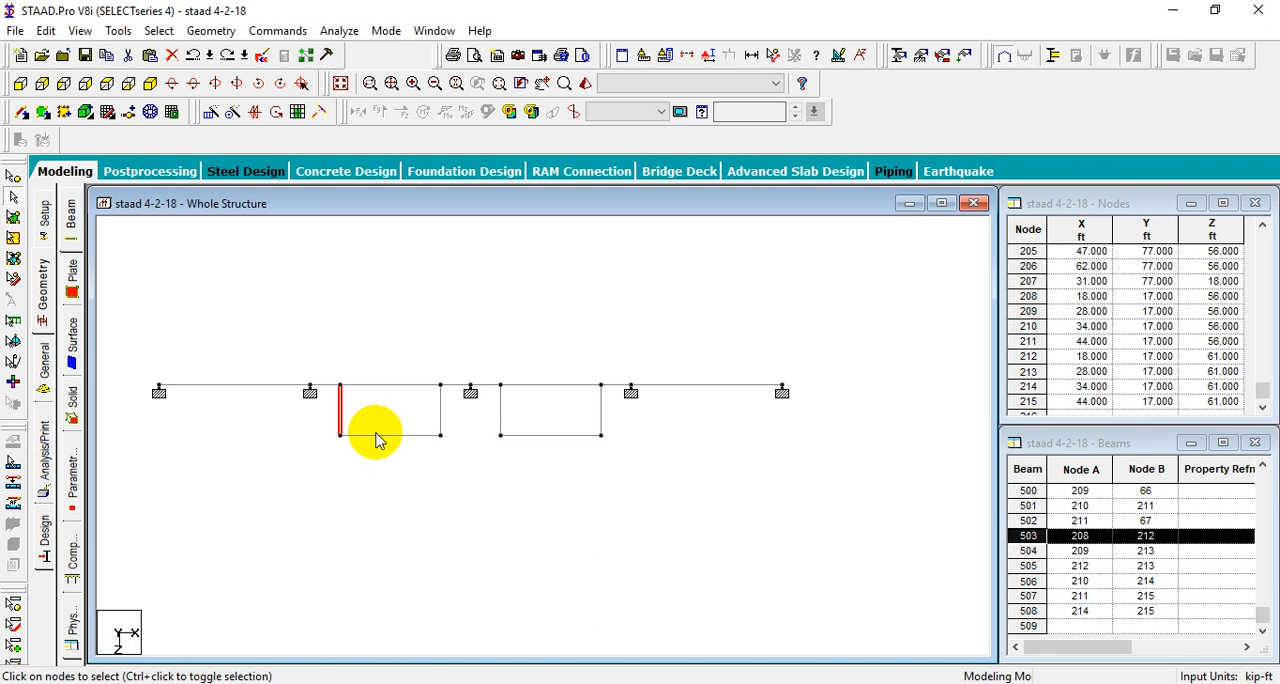 STAAD.Pro V8i (SELECTseries 4) - staad 4-2-18
File Edit View Tools Select Geometry Commands Analyze Mode Window Help
Modeling Postprocessing Steel Design Concrete Design Foundation Design RAM Connection Bridge Deck Advanced Slab Design Piping Earthquake
Setup
Geometry
General
Analysis/Print
Design
Beam
Plate
Surface
Solid
Parametr...
Comp...
Phys...
staad 4-2-18 - Whole Structure
Y X
Z
staad 4-2-18 - Nodes
Node X ft Y ft Z ft
205 47.000 77.000 56.000
206 62.000 77.000 56.000
207 31.000 77.000 18.000
208 18.000 17.000 56.000
209 28.000 17.000 56.000
210 34.000 17.000 56.000
211 44.000 17.000 56.000
212 18.000 17.000 61.000
213 28.000 17.000 61.000
214 34.000 17.000 61.000
215 44.000 17.000 61.000
staad 4-2-18 - Beams
Beam Node A Node B Property Refn
500 209 66
501 210 211
502 211 67
503 208 212
504 209 213
505 212 213
506 210 214
507 211 215
508 214 215
509
Click on nodes to select (Ctrl+click to toggle selection) Modeling Mo Input Units: kip-ft